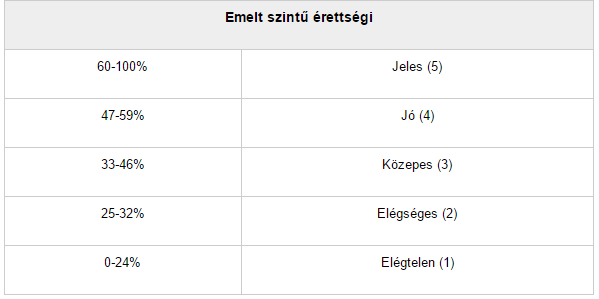 Emelt szintű érettségi
60-100% Jeles (5)
47-59% Jó (4)
33-46% Közepes (3)
25-32% Elégséges (2)
0-24% Elégtelen (1)